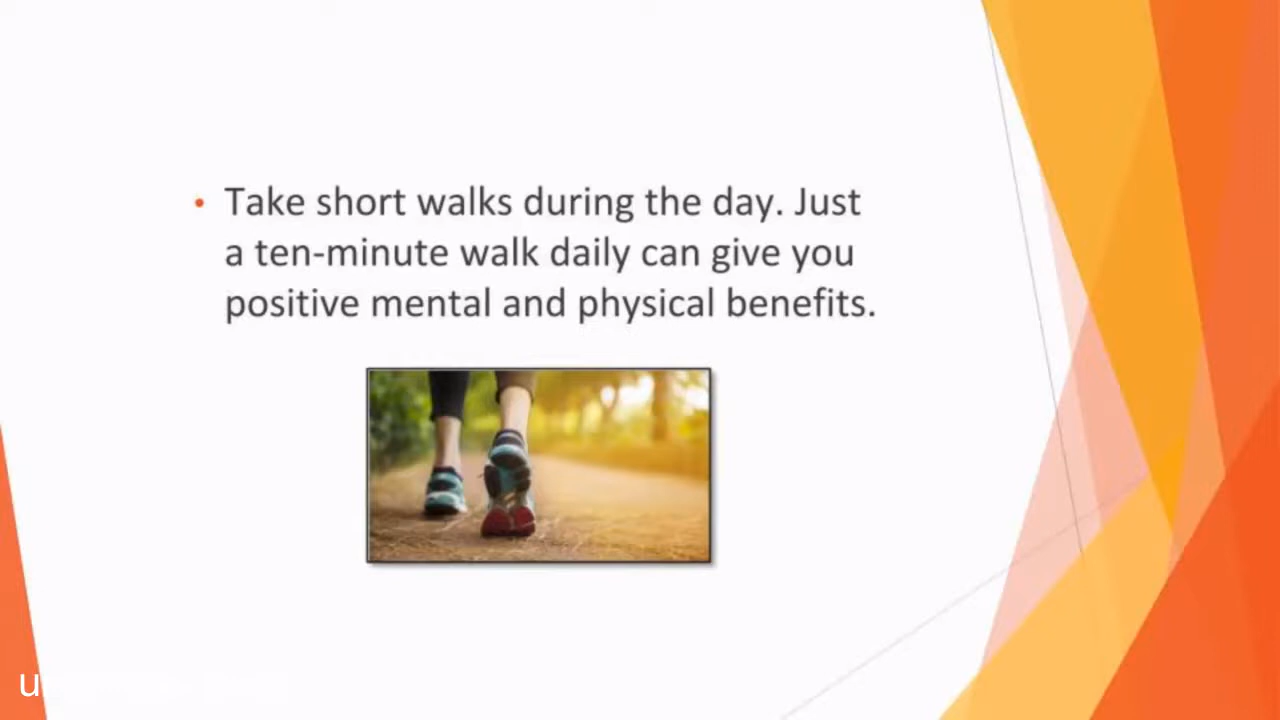 • Take short walks during the day. Just
a ten-minute walk daily can give you
positive mental and physical benefits.